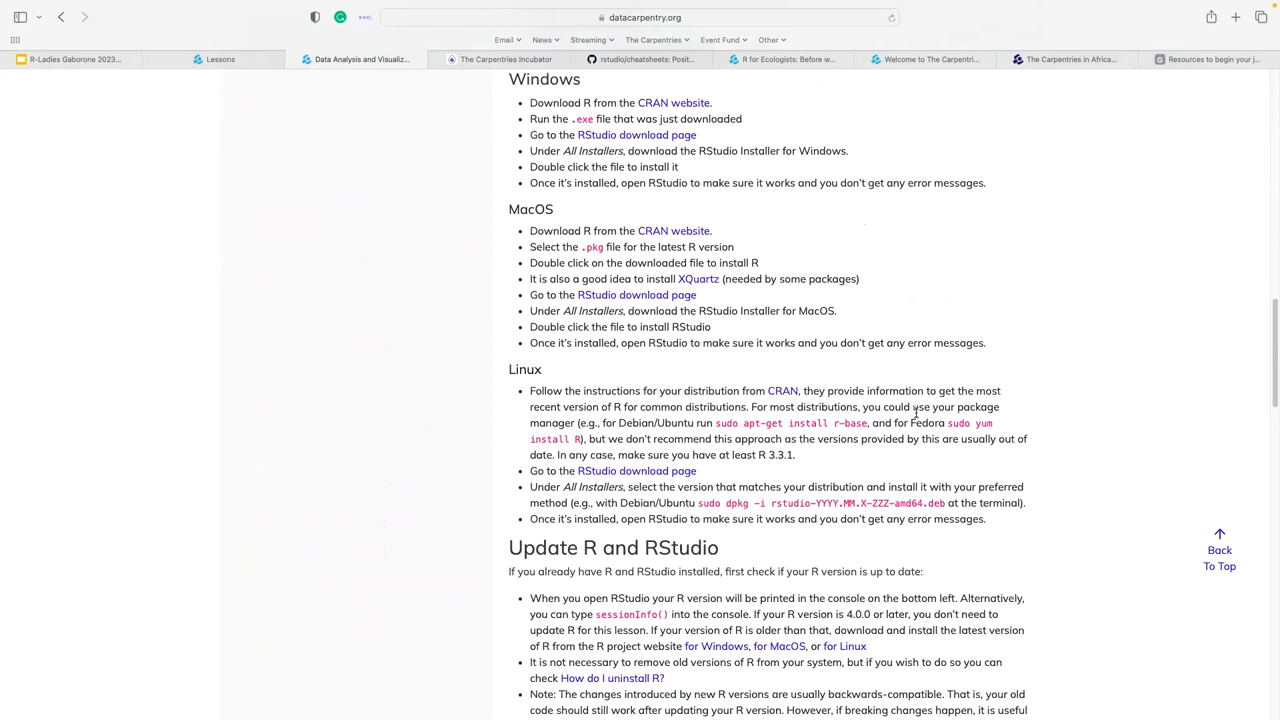 datacarpentry.org
Email
News
Streaming
The Carpentries
Event Fund
Other
R-Ladies Gaborone 2023...
Lessons
Data Analysis and Visualiz...
The Carpentries Incubator
rstudio/cheatsheets: Posit...
R for Ecologists: Before w...
Welcome to The Carpentri...
The Carpentries in Africa...
Resources to begin your j...
Windows
Download R from the CRAN website.
Run the .exe file that was just downloaded
Go to the RStudio download page
Under All Installers, download the RStudio Installer for Windows.
Double click the file to install it
Once it's installed, open RStudio to make sure it works and you don't get any error messages.
MacOS
Download R from the CRAN website.
Select the .pkg file for the latest R version
Double click on the downloaded file to install R
It is also a good idea to install XQuartz (needed by some packages)
Go to the RStudio download page
Under All Installers, download the RStudio Installer for MacOS.
Double click the file to install RStudio
Once it's installed, open RStudio to make sure it works and you don't get any error messages.
Linux
Follow the instructions for your distribution from CRAN, they provide information to get the most
recent version of R for common distributions. For most distributions, you could use your package
manager (e.g., for Debian/Ubuntu run sudo apt-get install r-base, and for Fedora sudo yum
install R), but we don't recommend this approach as the versions provided by this are usually out of
date. In any case, make sure you have at least R 3.3.1.
Go to the RStudio download page
Under All Installers, select the version that matches your distribution and install it with your preferred
method (e.g., with Debian/Ubuntu sudo dpkg -i rstudio-YYYY.MM.X-ZZZ-amd64.deb at the terminal).
Once it's installed, open RStudio to make sure it works and you don't get any error messages.
Back
To Top
Update R and RStudio
If you already have R and RStudio installed, first check if your R version is up to date:
When you open RStudio your R version will be printed in the console on the bottom left. Alternatively,
you can type sessionInfo() into the console. If your R version is 4.0.0 or later, you don't need to
update R for this lesson. If your version of R is older than that, download and install the latest version
of R from the R project website for Windows, for MacOS, or for Linux
It is not necessary to remove old versions of R from your system, but if you wish to do so you can
check How do I uninstall R?
Note: The changes introduced by new R versions are usually backwards-compatible. That is, your old
code should still work after updating your R version. However, if breaking changes happen, it is useful